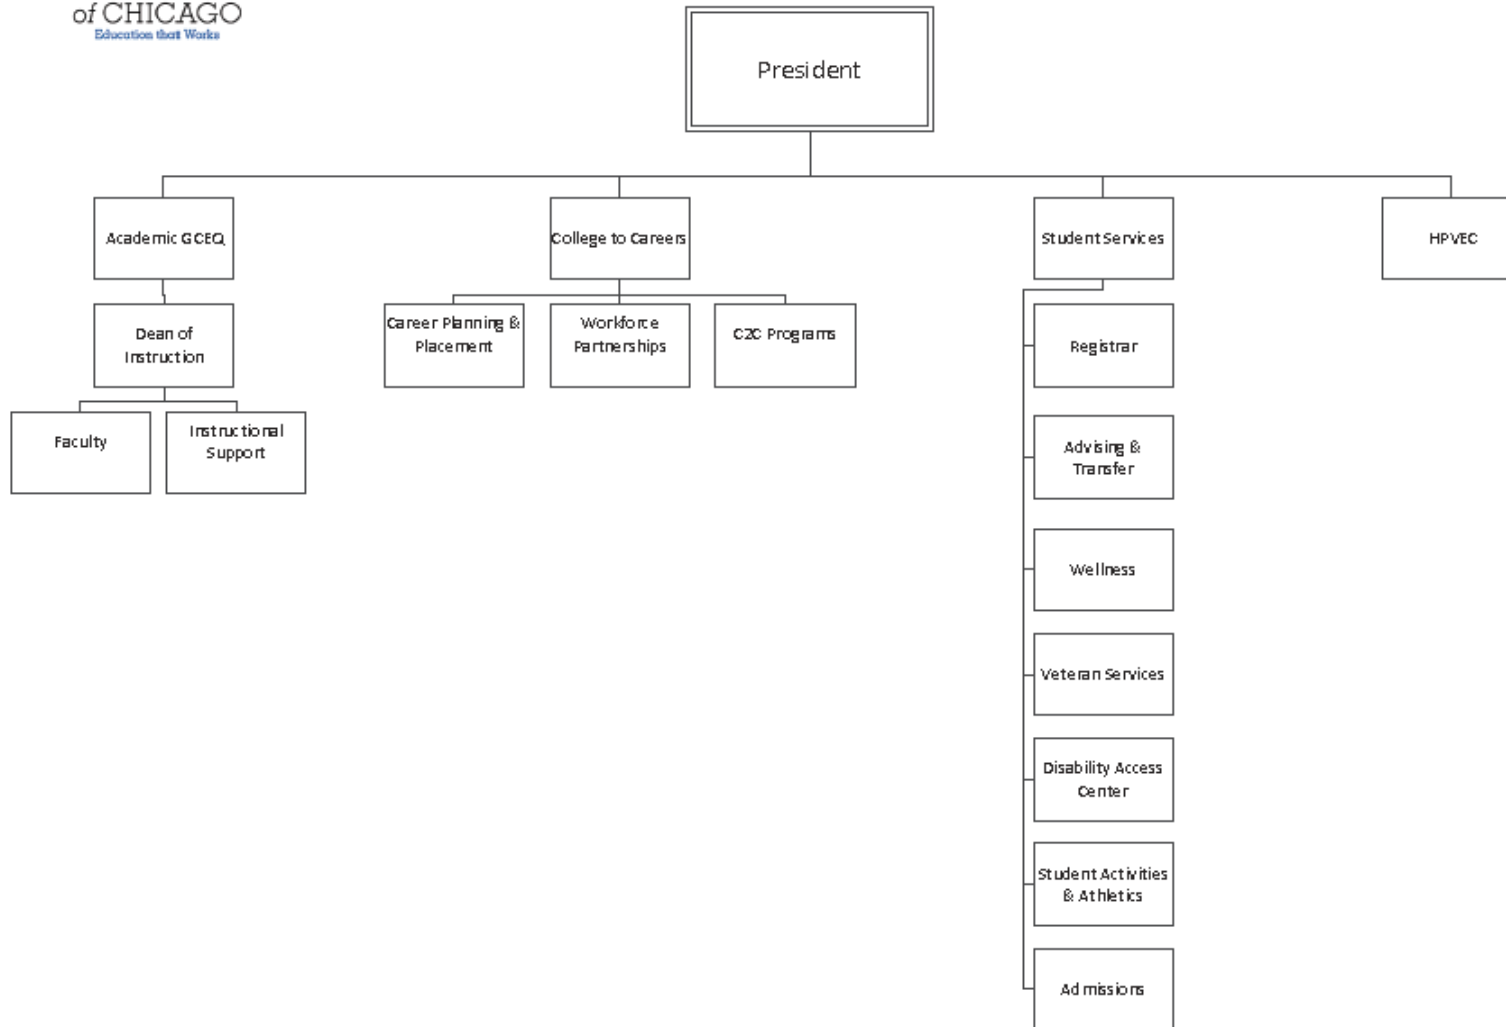 of CHICAGO
Education that Works
President
Academic GCEQ
College to Careers
Student Services
HPVEC
Dean of
Instruction
Career Planning &
Placement
Workforce
Partnerships
C2C Programs
Registrar
Faculty
Instructional
Support
Advising &
Transfer
Wellness
Veteran Services
Disability Access
Center
Student Activities
& Athletics
Admissions